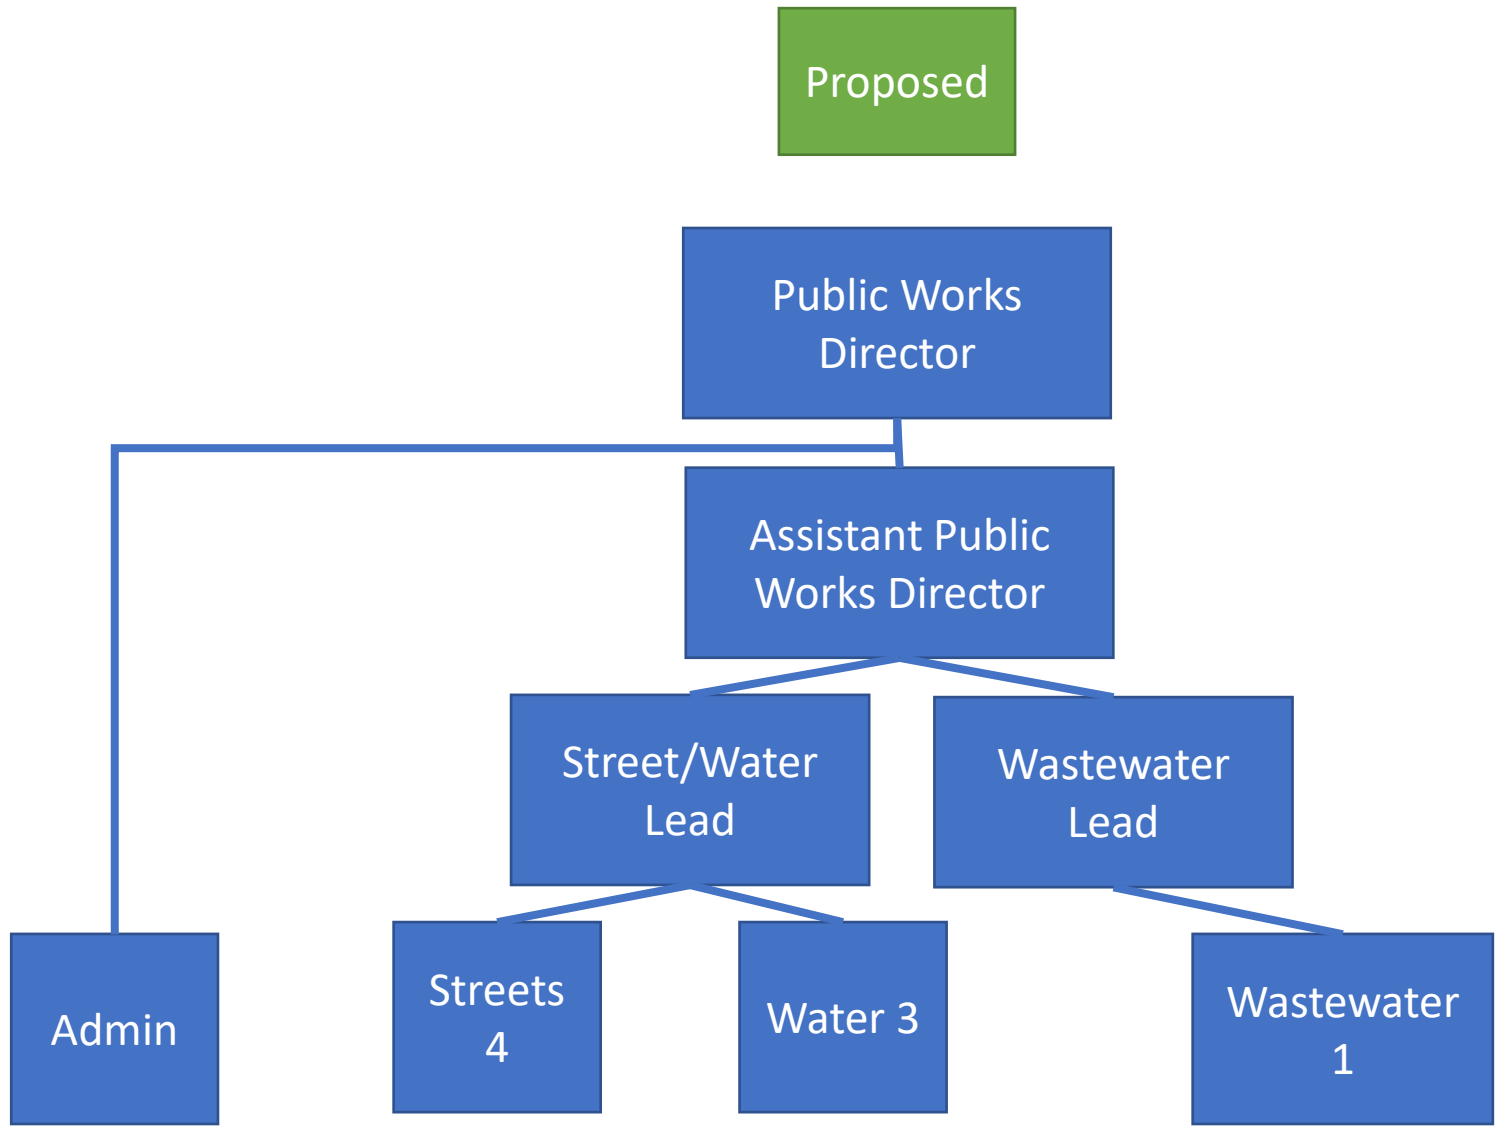 Proposed
Public Works
Director
Assistant Public
Works Director
Street/Water
Lead
Wastewater
Lead
Admin
Streets
4
Water 3
Wastewater
1